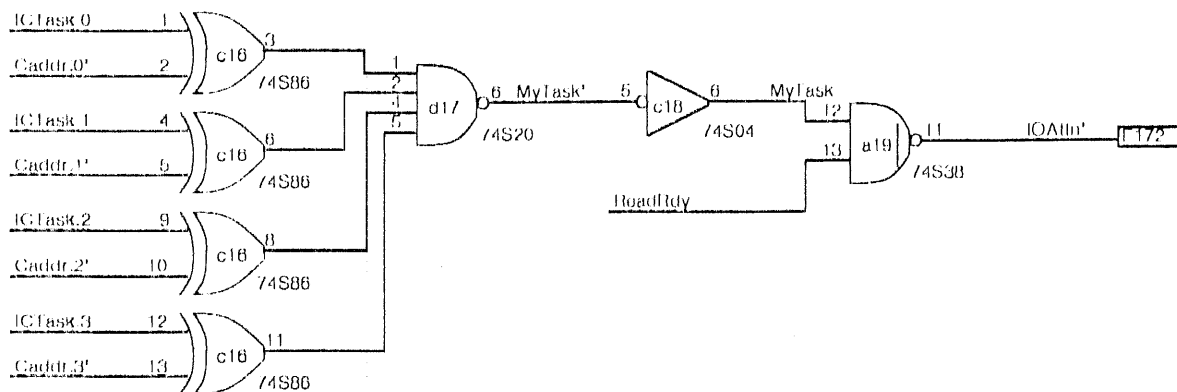 ICTask.0 1
Caddr.0' 2
c16
3
74S86
ICTask.1 4
Caddr.1' 5
c16
6
74S86
ICTask.2 9
Caddr.2' 10
c16
8
74S86
ICTask.3 12
Caddr.3' 13
c16
11
74S86
1
2
4
5
d17
6 MyTask'
74S20
5
c18
6 MyTask
74S04
12
13
ReadRdy
a19
11 IOAttn'
74S38